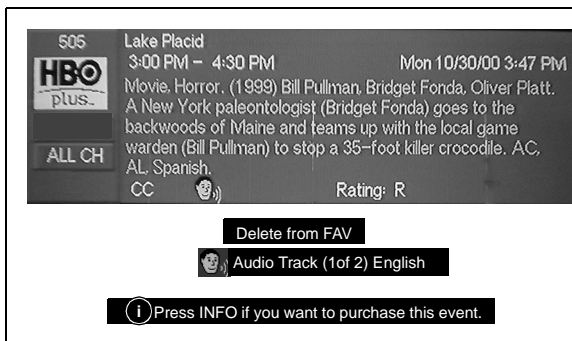 505
Lake Placid
3:00 PM – 4:30 PM Mon 10/30/00 3:47 PM
HBO
plus™
Movie, Horror. (1999) Bill Pullman, Bridget Fonda, Oliver Platt.
A New York paleontologist (Bridget Fonda) goes to the
backwoods of Maine and teams up with the local game
warden (Bill Pullman) to stop a 35-foot killer crocodile. AC,
AL, Spanish.
ALL CH
CC Rating: R
Delete from FAV
Audio Track (1of 2) English
i Press INFO if you want to purchase this event.